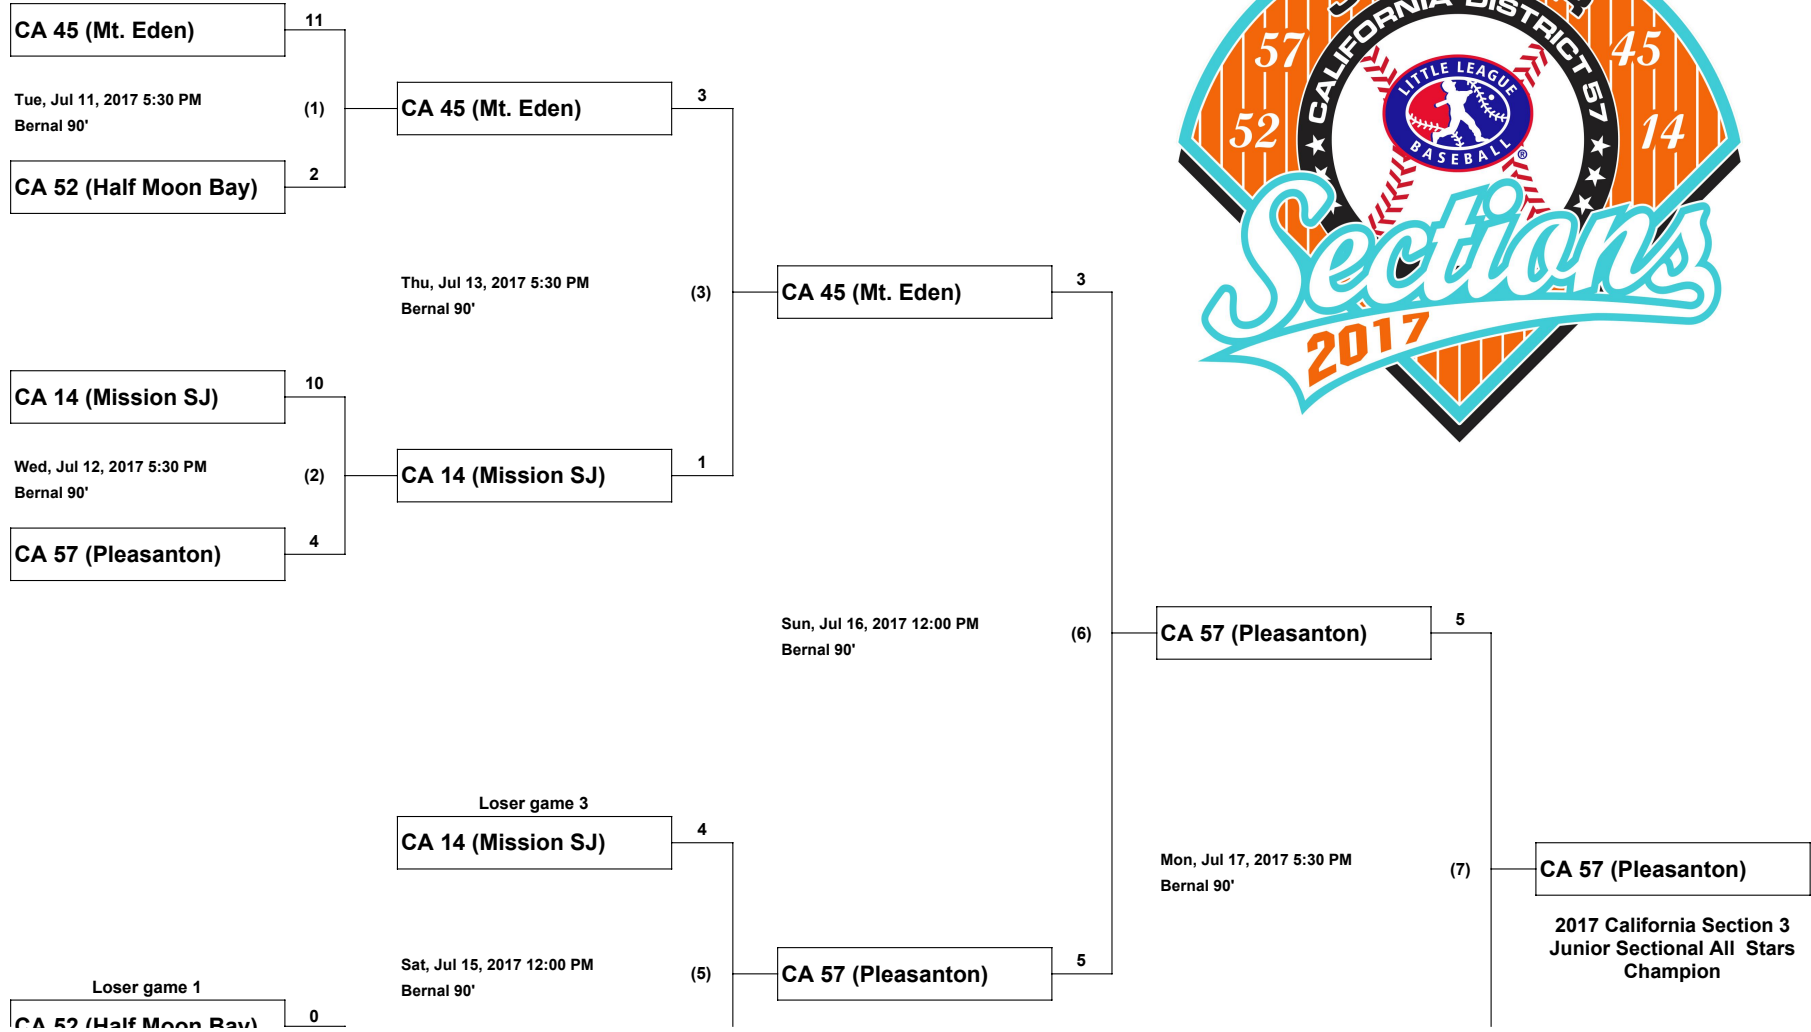 CA 45 (Mt. Eden)
11
Tue, Jul 11, 2017 5:30 PM
Bernal 90'
(1)
CA 52 (Half Moon Bay)
2
CA 45 (Mt. Eden)
3
Thu, Jul 13, 2017 5:30 PM
Bernal 90'
(3)
CA 14 (Mission SJ)
10
Wed, Jul 12, 2017 5:30 PM
Bernal 90'
(2)
CA 57 (Pleasanton)
4
CA 14 (Mission SJ)
1
CA 45 (Mt. Eden)
3
Sun, Jul 16, 2017 12:00 PM
Bernal 90'
(6)
CA 57 (Pleasanton)
5
Loser game 3
CA 14 (Mission SJ)
4
Sat, Jul 15, 2017 12:00 PM
Bernal 90'
(5)
CA 57 (Pleasanton)
5
Loser game 1
CA 52 (Half Moon Bay)
0
Mon, Jul 17, 2017 5:30 PM
Bernal 90'
(7)
CA 57 (Pleasanton)
2017 California Section 3
Junior Sectional All Stars
Champion
CALIFORNIA DISTRICT 57
57
45
52
14
LITTLE LEAGUE
BASEBALL
®
Sections
2017